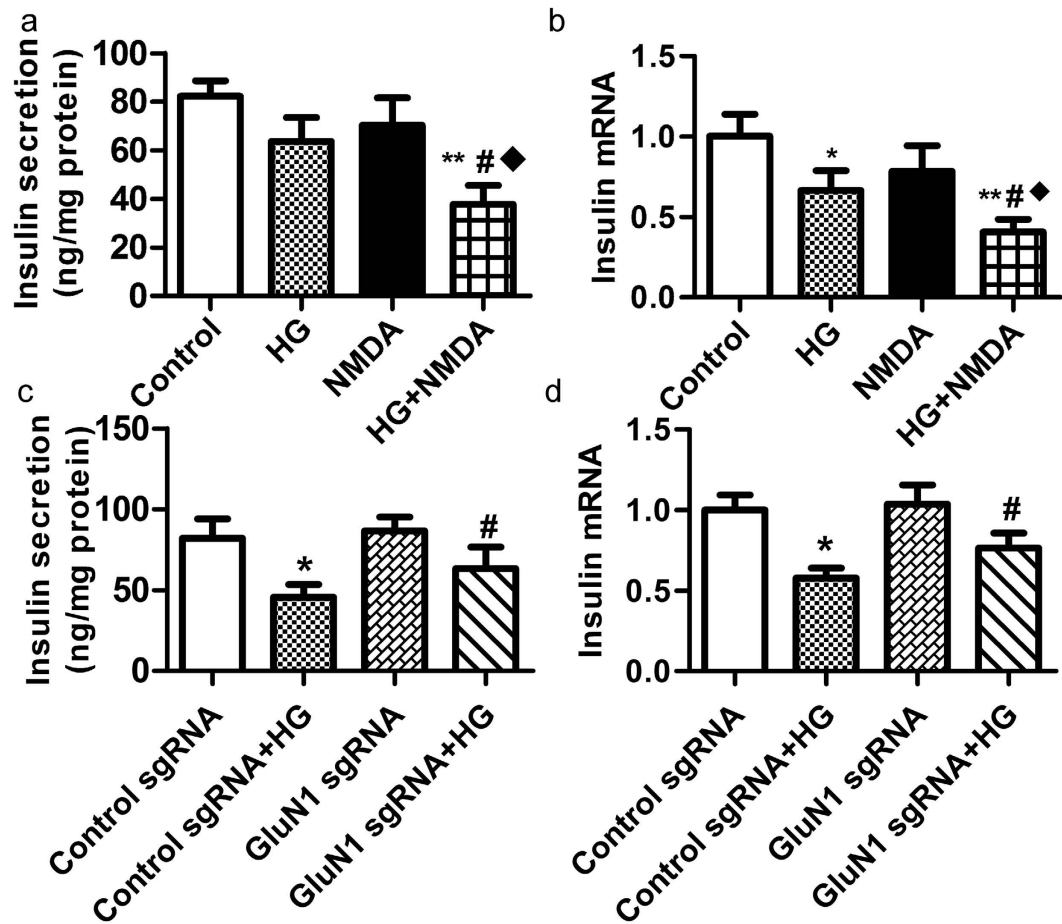 a
Insulin secretion
(ng/mg protein)
100
80
60
40
20
0
** # ◆
Control
HG
NMDA
HG+NMDA
b
Insulin mRNA
1.5
1.0
0.5
0.0
*
** # ◆
Control
HG
NMDA
HG+NMDA
c
Insulin secretion
(ng/mg protein)
150
100
50
0
*
#
Control sgRNA
Control sgRNA+HG
GluN1 sgRNA
GluN1 sgRNA+HG
d
Insulin mRNA
1.5
1.0
0.5
0.0
*
#
Control sgRNA
Control sgRNA+HG
GluN1 sgRNA
GluN1 sgRNA+HG